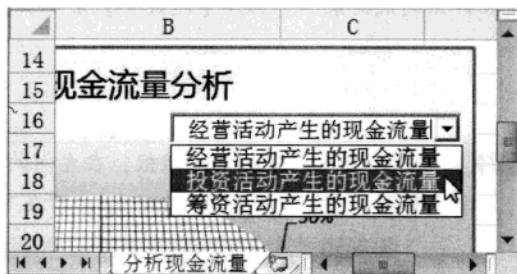 B C
14
15 现金流量分析
16 经营活动产生的现金流量
17 经营活动产生的现金流量
18 投资活动产生的现金流量
19 筹资活动产生的现金流量
20
分析现金流量